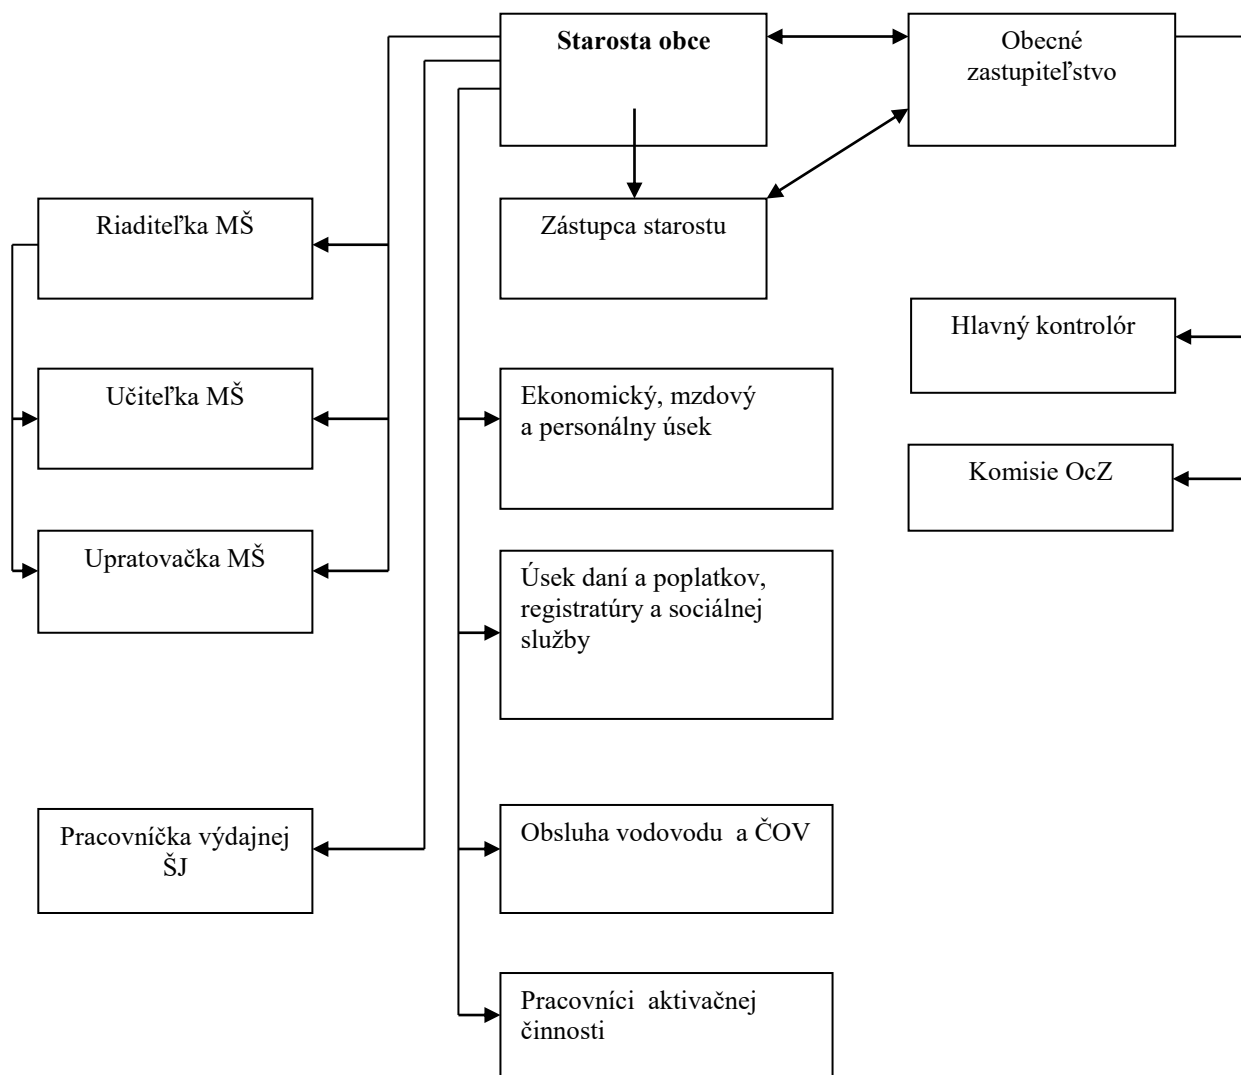 Starosta obce
Obecné
zastupiteľstvo
Riaditeľka MŠ
Zástupca starostu
Hlavný kontrolór
Učiteľka MŠ
Ekonomický, mzdový
a personálny úsek
Komisie OcZ
Upratovačka MŠ
Úsek daní a poplatkov,
registratúry a sociálnej
služby
Pracovníčka výdajnej
ŠJ
Obsluha vodovodu  a ČOV
Pracovníci  aktivačnej
činnosti